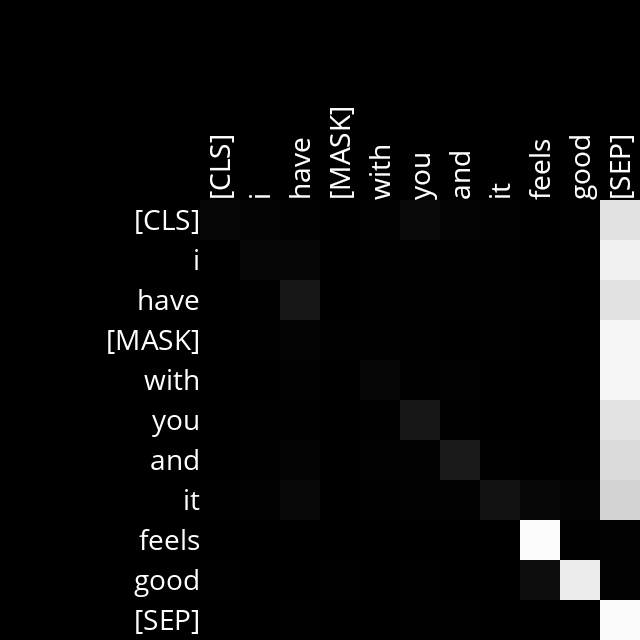 [CLS] i have [MASK] with you and it feels good [SEP]
[CLS]
i
have
[MASK]
with
you
and
it
feels
good
[SEP]